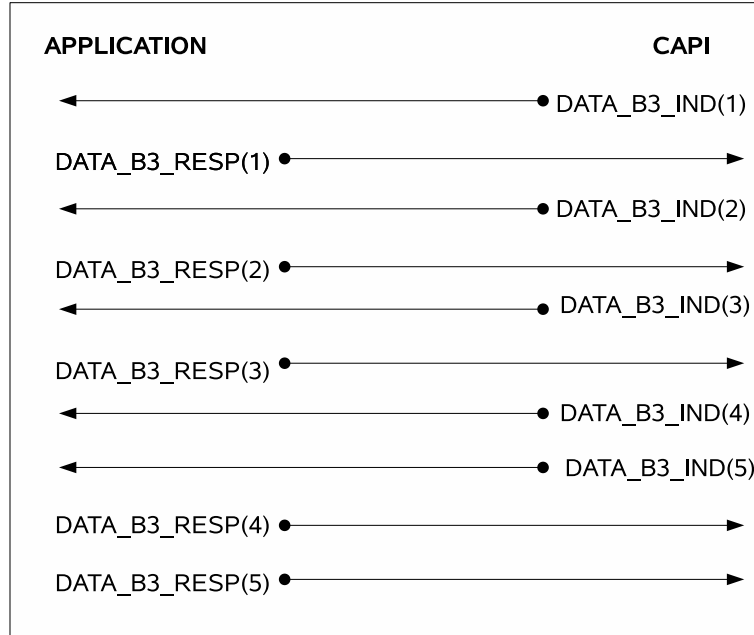 APPLICATION CAPI
DATA_B3_IND(1)
DATA_B3_RESP(1)
DATA_B3_IND(2)
DATA_B3_RESP(2)
DATA_B3_IND(3)
DATA_B3_RESP(3)
DATA_B3_IND(4)
DATA_B3_IND(5)
DATA_B3_RESP(4)
DATA_B3_RESP(5)